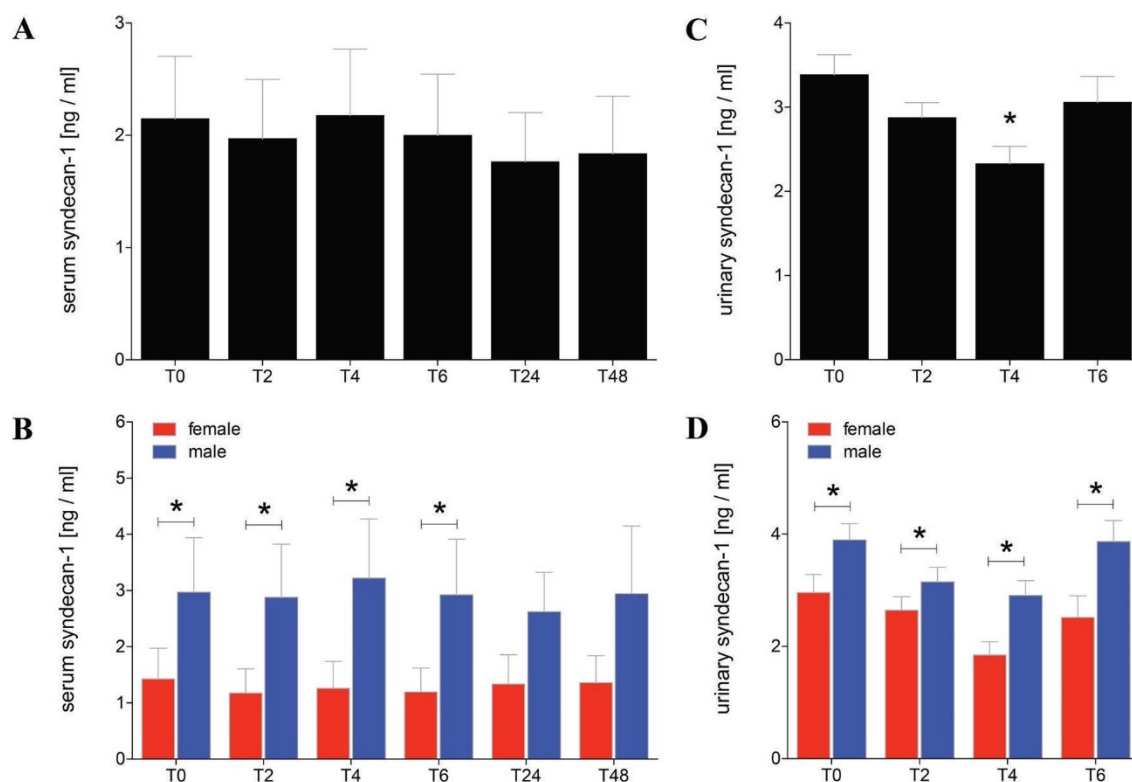 A
serum syndecan-1 [ng / ml]
3
2
1
0
T0 T2 T4 T6 T24 T48
C
urinary syndecan-1 [ng / ml]
4
3
2
1
0
*
T0 T2 T4 T6
B
serum syndecan-1 [ng / ml]
6
5
4
3
2
1
0
female
male
* * * *
T0 T2 T4 T6 T24 T48
D
urinary syndecan-1 [ng / ml]
6
4
2
0
female
male
* * * *
T0 T2 T4 T6